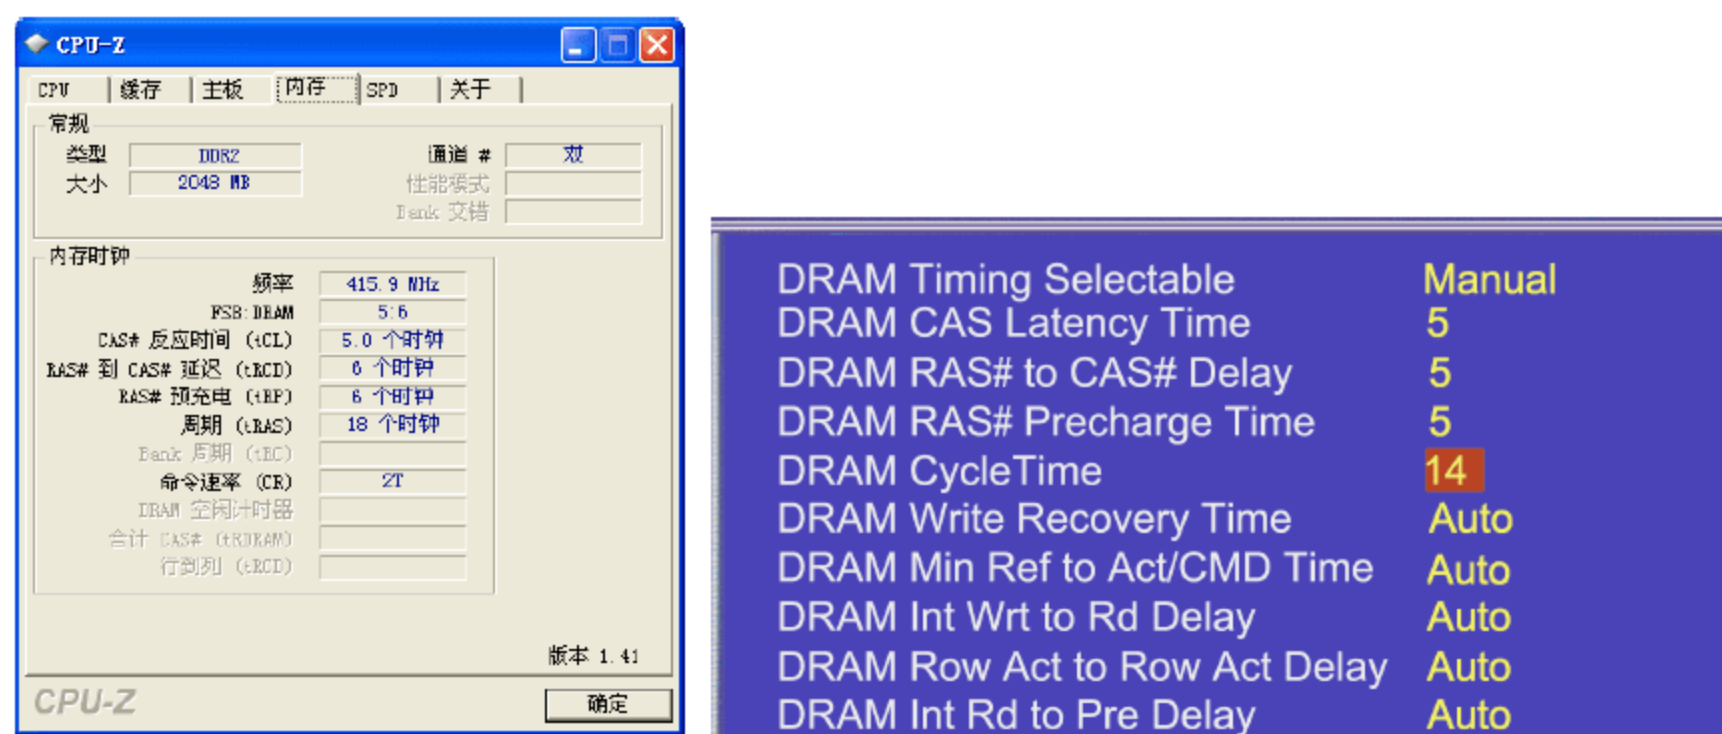 CPU-Z
CPU 缓存 主板 内存 SPD 关于
常规
类型 DDR2 通道 # 双
大小 2048 MB 性能模式
Bank 交错
内存时钟
频率 415.9 MHz
FSB:DRAM 5:6
CAS# 反应时间 (tCL) 5.0 个时钟
RAS# 到 CAS# 延迟 (tRCD) 6 个时钟
RAS# 预充电 (tRP) 6 个时钟
周期 (tRAS) 18 个时钟
Bank 周期 (tRC)
命令速率 (CR) 2T
DRAM 空闲计时器
合计 CAS# (tRDRAM)
行到列 (tRCD)
版本 1.41
CPU-Z 确定
DRAM Timing Selectable Manual
DRAM CAS Latency Time 5
DRAM RAS# to CAS# Delay 5
DRAM RAS# Precharge Time 5
DRAM CycleTime 14
DRAM Write Recovery Time Auto
DRAM Min Ref to Act/CMD Time Auto
DRAM Int Wrt to Rd Delay Auto
DRAM Row Act to Row Act Delay Auto
DRAM Int Rd to Pre Delay Auto